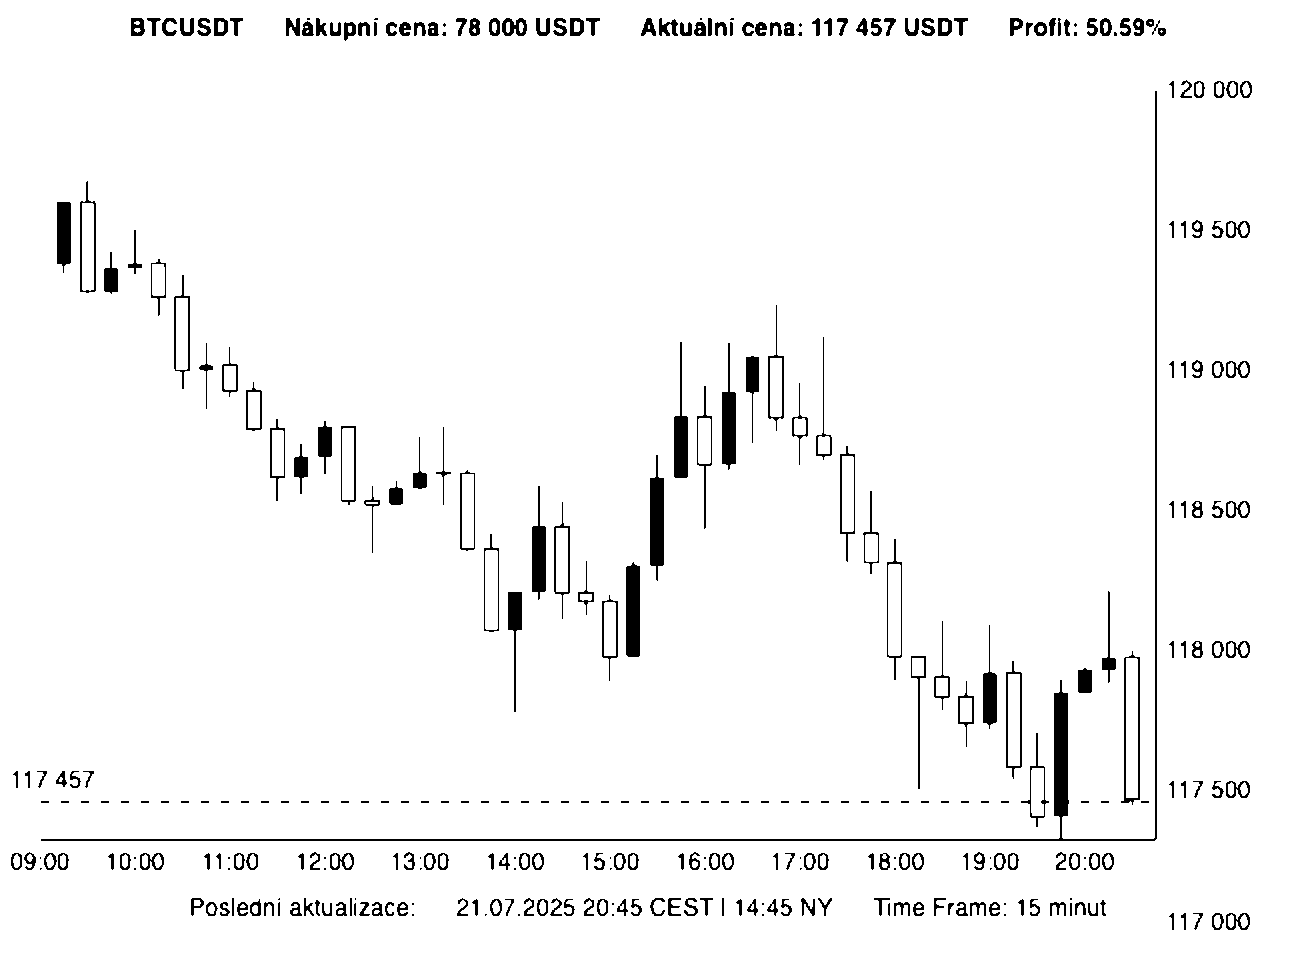 BTCUSDT Nákupní cena: 78 000 USDT Aktuální cena: 117 457 USDT Profit: 50.59%
120 000
119 500
119 000
118 500
118 000
117 457
117 500
09:00 10:00 11:00 12:00 13:00 14:00 15:00 16:00 17:00 18:00 19:00 20:00
Poslední aktualizace: 21.07.2025 20:45 CEST | 14:45 NY Time Frame: 15 minut
117 000